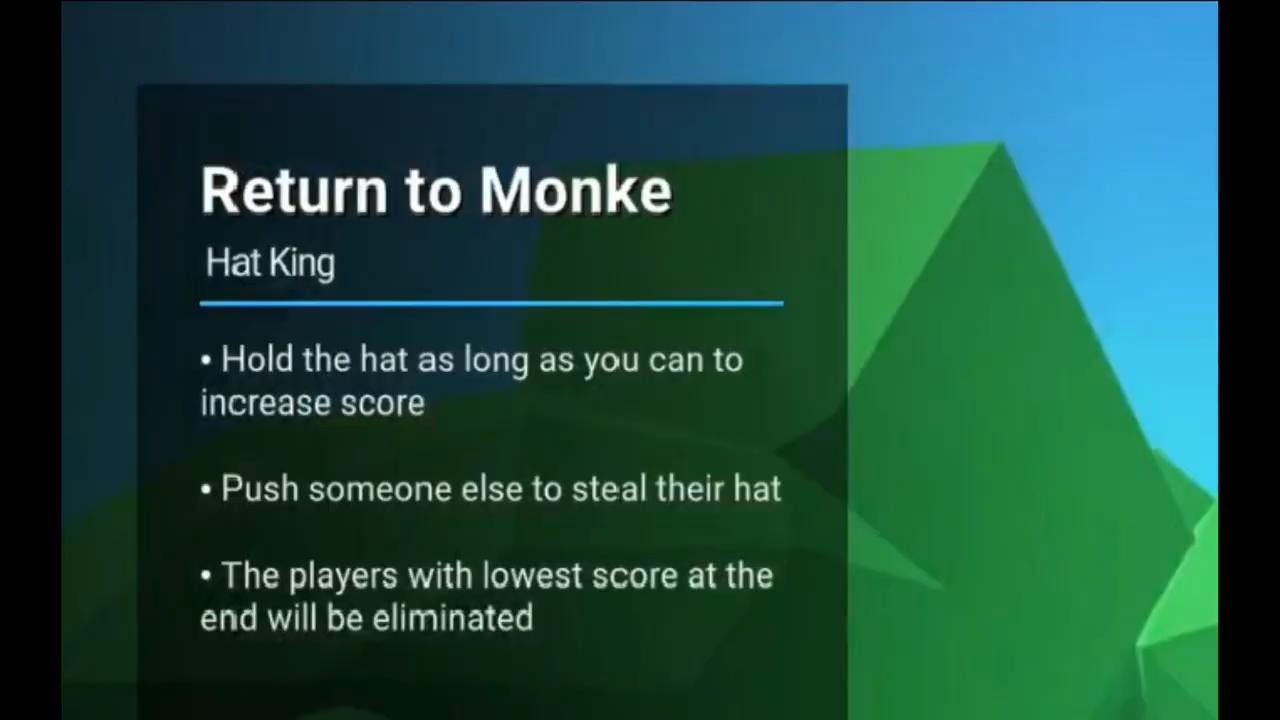 Return to Monke
Hat King
• Hold the hat as long as you can to
increase score
• Push someone else to steal their hat
• The players with lowest score at the
end will be eliminated